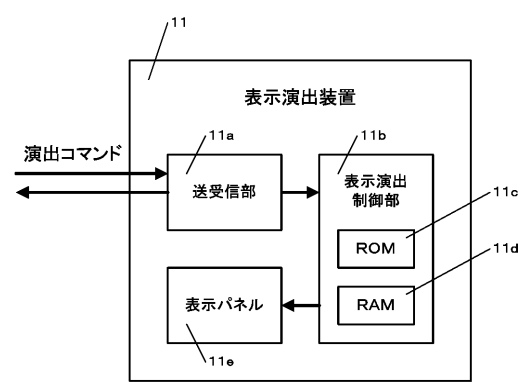 11
表示演出装置
演出コマンド
11a
送受信部
11b
表示演出
制御部
11c
ROM
11d
RAM
表示パネル
11e